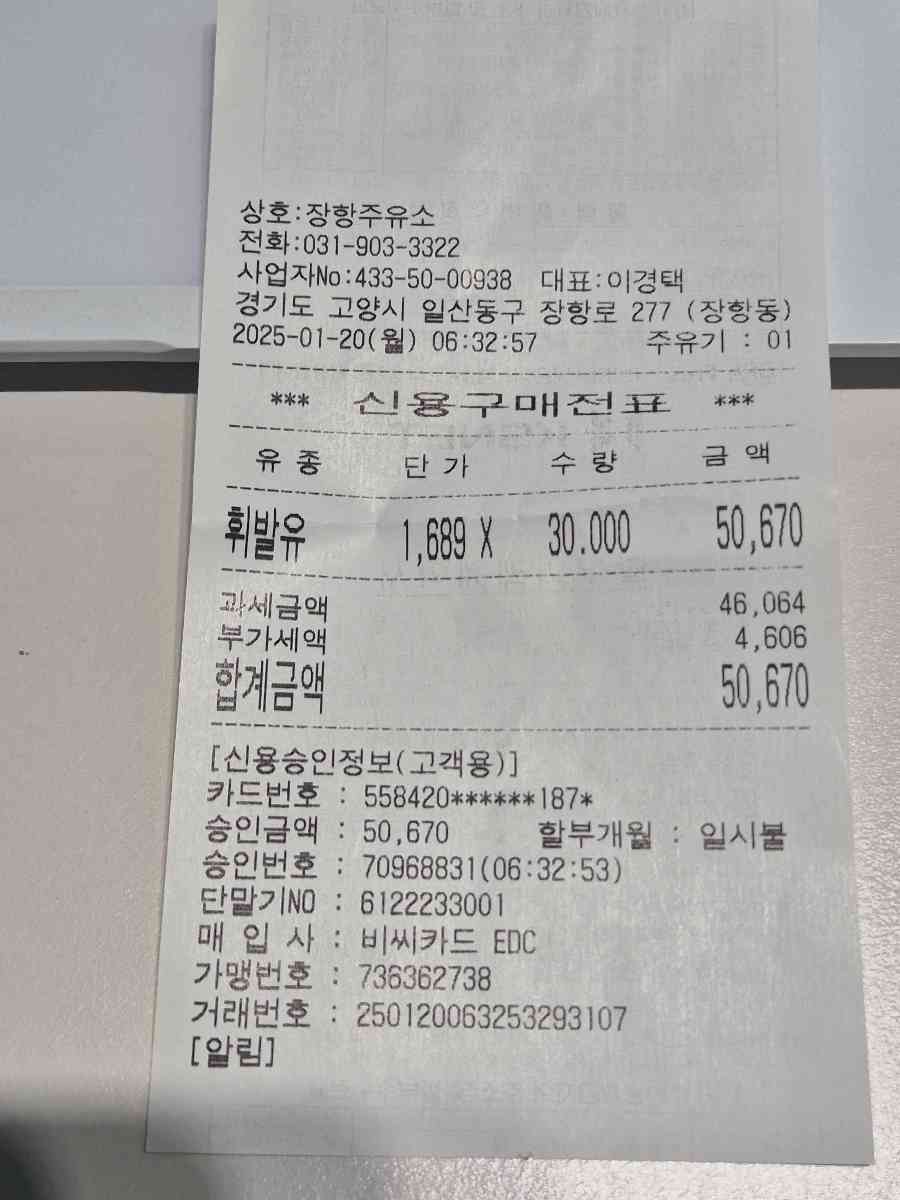 상호:장항주유소
전화:031-903-3322
사업자No:433-50-00938 대표:이경택
경기도 고양시 일산동구 장항로 277 (장항동)
2025-01-20(월) 06:32:57 주유기 : 01
*** 신용구매전표 ***
유 종 단 가 수 량 금 액
휘발유 1,689 X 30.000 50,670
과세금액 46,064
부가세액 4,606
합계금액 50,670
[신용승인정보(고객용)]
카드번호 : 558420******187*
승인금액 : 50,670 할부개월 : 일시불
승인번호 : 70968831(06:32:53)
단말기NO : 6122233001
매 입 사 : 비씨카드 EDC
가맹번호 : 736362738
거래번호 : 250120063253293107
[알림]